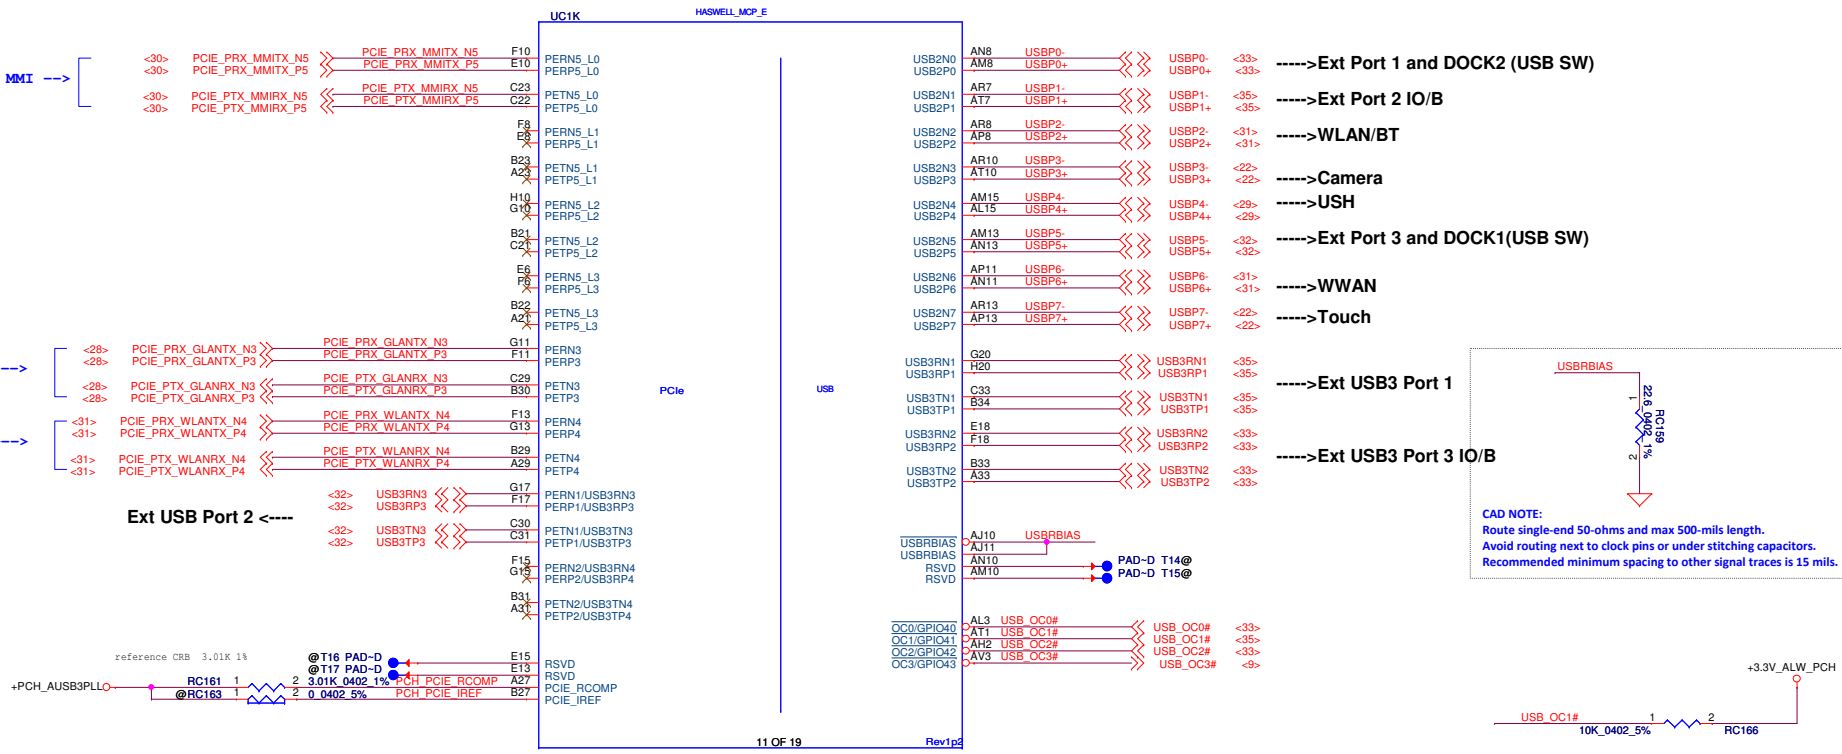 UC1K
HASWELL_MCP_E
MMI -->
<30> PCIE_PRX_MMITX_N5 PCIE_PRX_MMITX_N5 F10 PERN5_L0
<30> PCIE_PRX_MMITX_P5 PCIE_PRX_MMITX_P5 E10 PERP5_L0
<30> PCIE_PTX_MMIRX_N5 PCIE_PTX_MMIRX_N5 C23 PETN5_L0
<30> PCIE_PTX_MMIRX_P5 PCIE_PTX_MMIRX_P5 C22 PETP5_L0
F8 PERN5_L1
E8 PERP5_L1
B23 PETN5_L1
A23 PETP5_L1
H10 PERN5_L2
G10 PERP5_L2
B21 PETN5_L2
C21 PETP5_L2
E6 PERN5_L3
F6 PERP5_L3
B22 PETN5_L3
A21 PETP5_L3
-->
<28> PCIE_PRX_GLANTX_N3 PCIE_PRX_GLANTX_N3 G11 PERN3
<28> PCIE_PRX_GLANTX_P3 PCIE_PRX_GLANTX_P3 F11 PERP3
<28> PCIE_PTX_GLANRX_N3 PCIE_PTX_GLANRX_N3 C29 PETN3
<28> PCIE_PTX_GLANRX_P3 PCIE_PTX_GLANRX_P3 B30 PETP3
-->
<31> PCIE_PRX_WLANTX_N4 PCIE_PRX_WLANTX_N4 F13 PERN4
<31> PCIE_PRX_WLANTX_P4 PCIE_PRX_WLANTX_P4 G13 PERP4
<31> PCIE_PTX_WLANRX_N4 PCIE_PTX_WLANRX_N4 B29 PETN4
<31> PCIE_PTX_WLANRX_P4 PCIE_PTX_WLANRX_P4 A29 PETP4
Ext USB Port 2 <----
<32> USB3RN3 G17 PERN1/USB3RN3
<32> USB3RP3 F17 PERP1/USB3RP3
<32> USB3TN3 C30 PETN1/USB3TN3
<32> USB3TP3 C31 PETP1/USB3TP3
F15 PERN2/USB3RN4
G15 PERP2/USB3RP4
B31 PETN2/USB3TN4
A31 PETP2/USB3TP4
reference CRB 3.01K 1%
@T16 PAD~D E15 RSVD
@T17 PAD~D E13 RSVD
+PCH_AUSB3PLL RC161 1 2 3.01K_0402_1% PCH_PCIE_RCOMP A27 PCIE_RCOMP
@RC163 1 2 0_0402_5% PCH_PCIE_IREF B27 PCIE_IREF
PCIe
USB
USB2N0 AN8 USBP0- USBP0- <33>
USB2P0 AM8 USBP0+ USBP0+ <33>
----->Ext Port 1 and DOCK2 (USB SW)
USB2N1 AR7 USBP1- USBP1- <35>
USB2P1 AT7 USBP1+ USBP1+ <35>
----->Ext Port 2 IO/B
USB2N2 AR8 USBP2- USBP2- <31>
USB2P2 AP8 USBP2+ USBP2+ <31>
----->WLAN/BT
USB2N3 AR10 USBP3- USBP3- <22>
USB2P3 AT10 USBP3+ USBP3+ <22>
----->Camera
USB2N4 AM15 USBP4- USBP4- <29>
USB2P4 AL15 USBP4+ USBP4+ <29>
----->USH
USB2N5 AM13 USBP5- USBP5- <32>
USB2P5 AN13 USBP5+ USBP5+ <32>
----->Ext Port 3 and DOCK1(USB SW)
USB2N6 AP11 USBP6- USBP6- <31>
USB2P6 AN11 USBP6+ USBP6+ <31>
----->WWAN
USB2N7 AR13 USBP7- USBP7- <22>
USB2P7 AP13 USBP7+ USBP7+ <22>
----->Touch
USB3RN1 G20 USB3RN1 <35>
USB3RP1 H20 USB3RP1 <35>
----->Ext USB3 Port 1
USB3TN1 C33 USB3TN1 <35>
USB3TP1 B34 USB3TP1 <35>
USB3RN2 E18 USB3RN2 <33>
USB3RP2 F18 USB3RP2 <33>
----->Ext USB3 Port 3 IO/B
USB3TN2 B33 USB3TN2 <33>
USB3TP2 A33 USB3TP2 <33>
USBRBIAS AJ10 USBRBIAS
USBRBIAS AJ11
RSVD AN10 PAD~D T14@
RSVD AM10 PAD~D T15@
OC0/GPIO40 AL3 USB_OC0# USB_OC0# <33>
OC1/GPIO41 AT1 USB_OC1# USB_OC1# <35>
OC2/GPIO42 AH2 USB_OC2# USB_OC2# <33>
OC3/GPIO43 AV3 USB_OC3# USB_OC3# <9>
11 OF 19
Rev1p2
USBRBIAS
1 2
22.6_0402_1%
RC159
CAD NOTE:
Route single-end 50-ohms and max 500-mils length.
Avoid routing next to clock pins or under stitching capacitors.
Recommended minimum spacing to other signal traces is 15 mils.
+3.3V_ALW_PCH
USB_OC1# 1 2
10K_0402_5% RC166